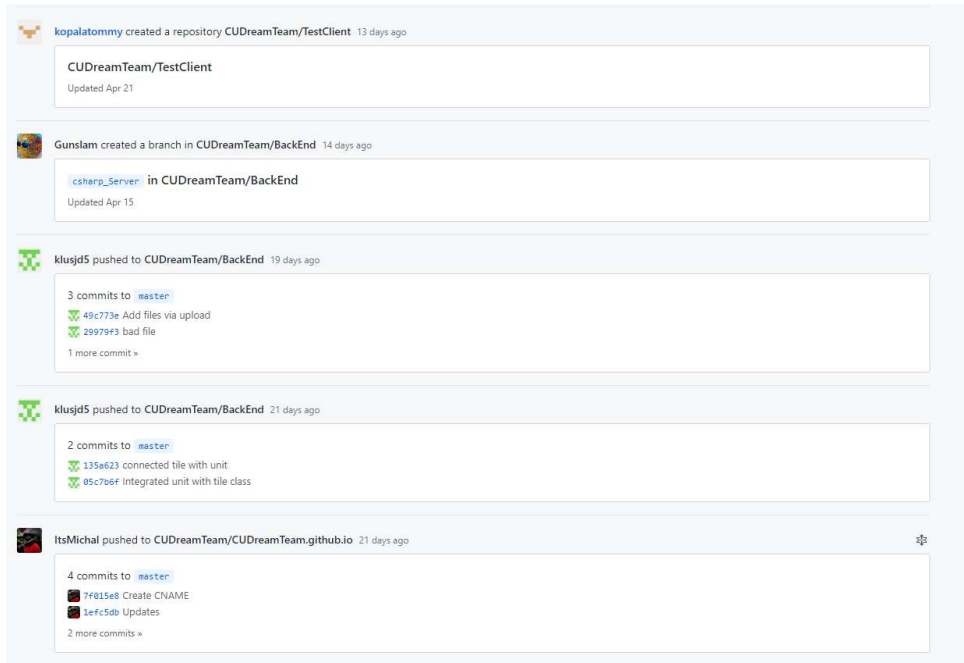 kopalatommy created a repository CUDreamTeam/TestClient 13 days ago
CUDreamTeam/TestClient
Updated Apr 21
Gunslam created a branch in CUDreamTeam/BackEnd 14 days ago
csharp_Server in CUDreamTeam/BackEnd
Updated Apr 15
klusjd5 pushed to CUDreamTeam/BackEnd 19 days ago
3 commits to master
49c773e Add files via upload
29979f3 bad file
1 more commit »
klusjd5 pushed to CUDreamTeam/BackEnd 21 days ago
2 commits to master
135a623 connected tile with unit
05c7b6f Integrated unit with tile class
ItsMichal pushed to CUDreamTeam/CUDreamTeam.github.io 21 days ago
4 commits to master
7f015e8 Create CNAME
1efc5db Updates
2 more commits »